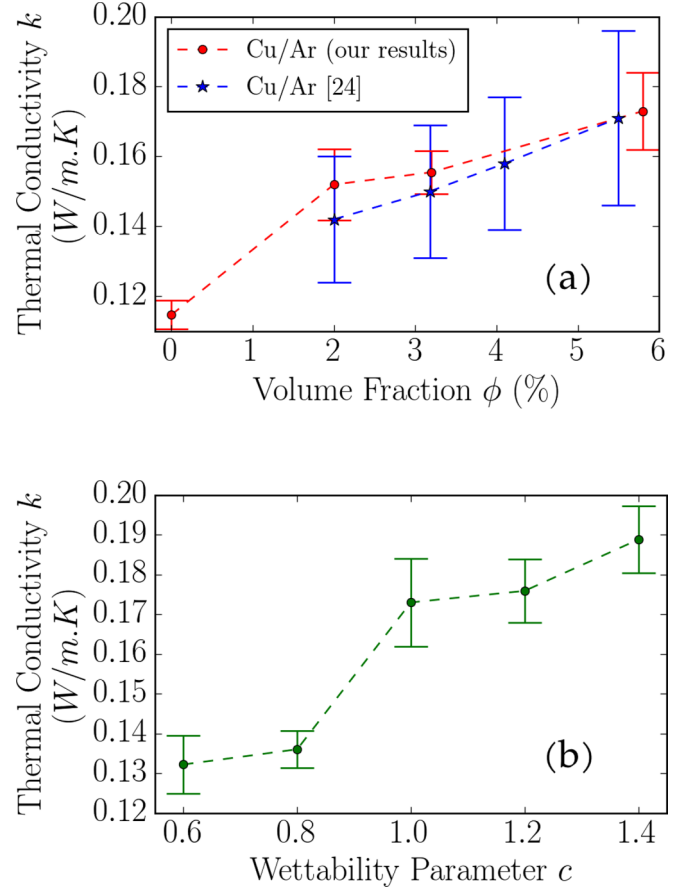 0.20
0.18
0.16
0.14
0.12
Thermal Conductivity k
(W/m.K)
Cu/Ar (our results)
Cu/Ar [24]
(a)
0 1 2 3 4 5 6
Volume Fraction ϕ (%)
0.20
0.19
0.18
0.17
0.16
0.15
0.14
0.13
0.12
Thermal Conductivity k
(W/m.K)
(b)
0.6 0.8 1.0 1.2 1.4
Wettability Parameter c